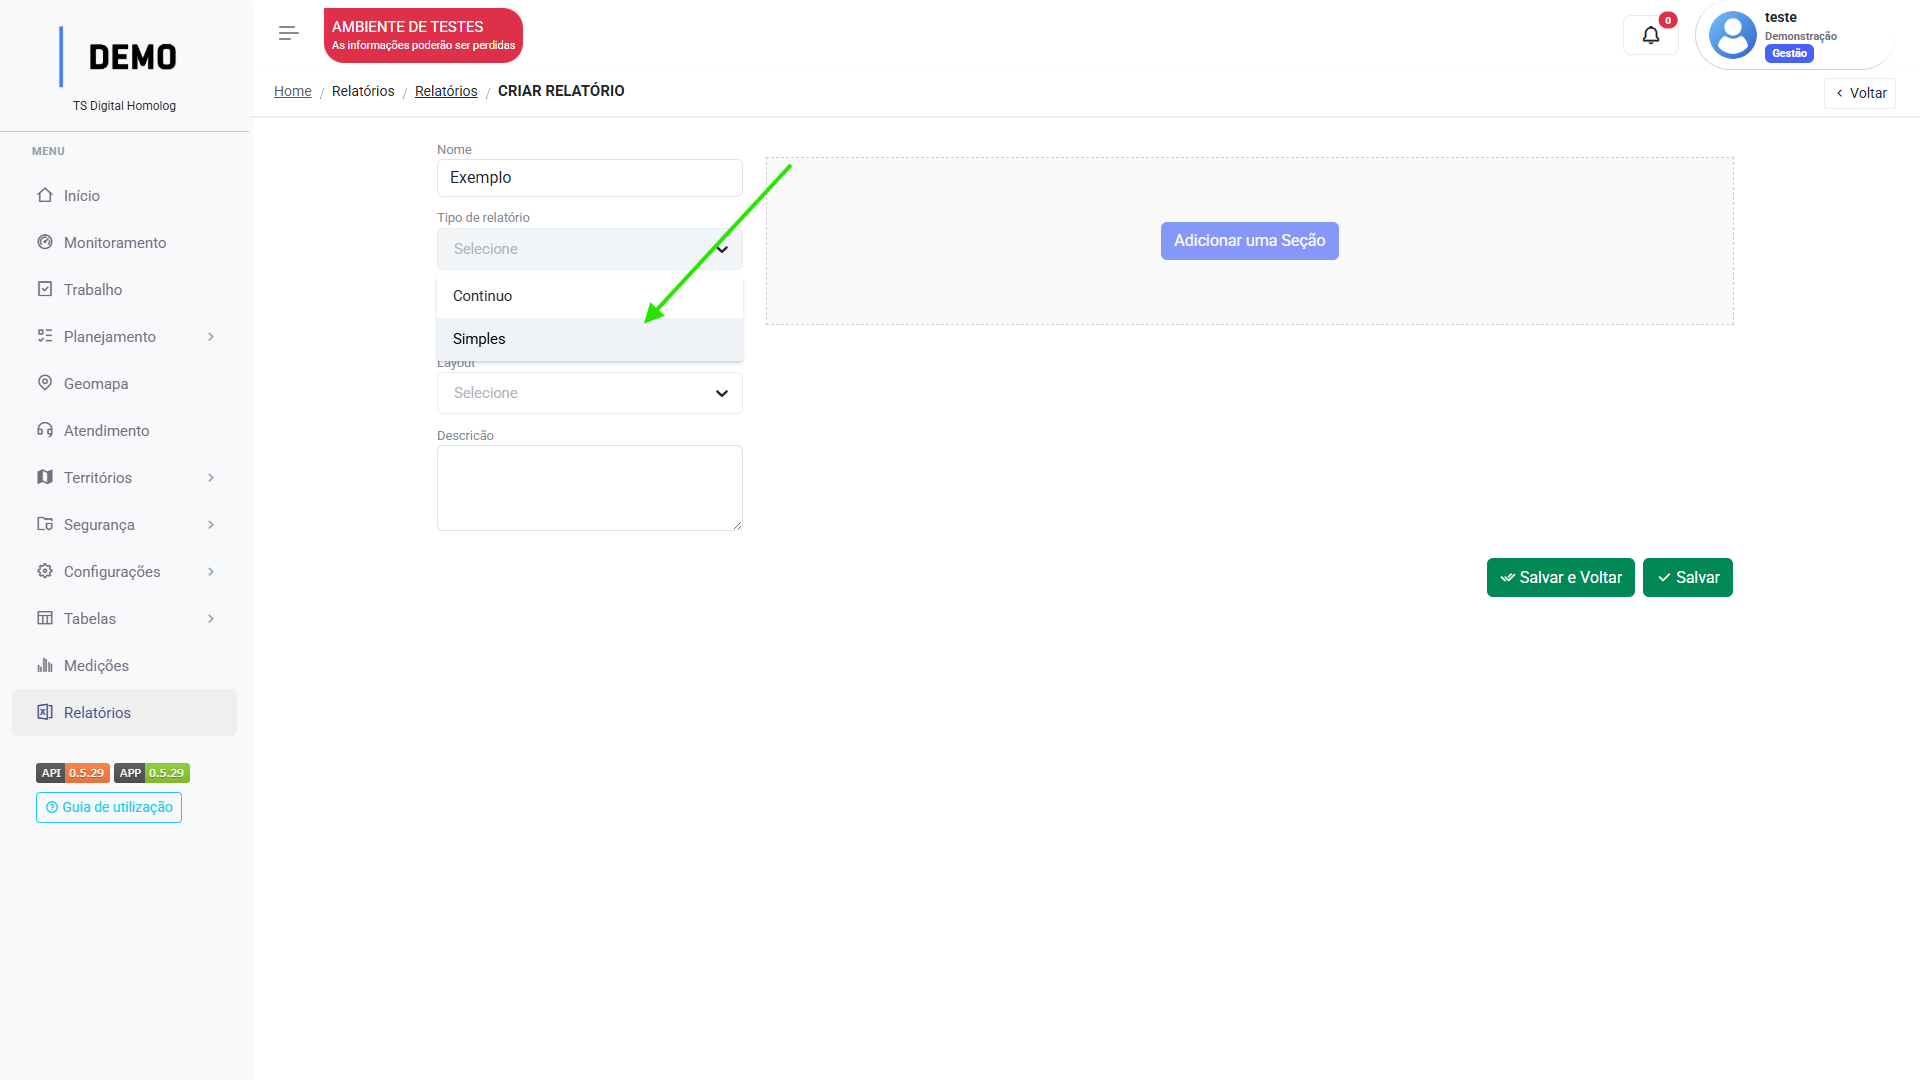 DEMO
TS Digital Homolog
MENU
Início
Monitoramento
Trabalho
Planejamento
Geomapa
Atendimento
Territórios
Segurança
Configurações
Tabelas
Medições
Relatórios
API 0.5.29 APP 0.5.29
Guia de utilização
AMBIENTE DE TESTES
As informações poderão ser perdidas
0
teste
Demonstração
Gestão
Home / Relatórios / Relatórios / CRIAR RELATÓRIO
Voltar
Nome
Exemplo
Tipo de relatório
Selecione
Continuo
Simples
Layout
Selecione
Descricão
Adicionar uma Seção
Salvar e Voltar
Salvar